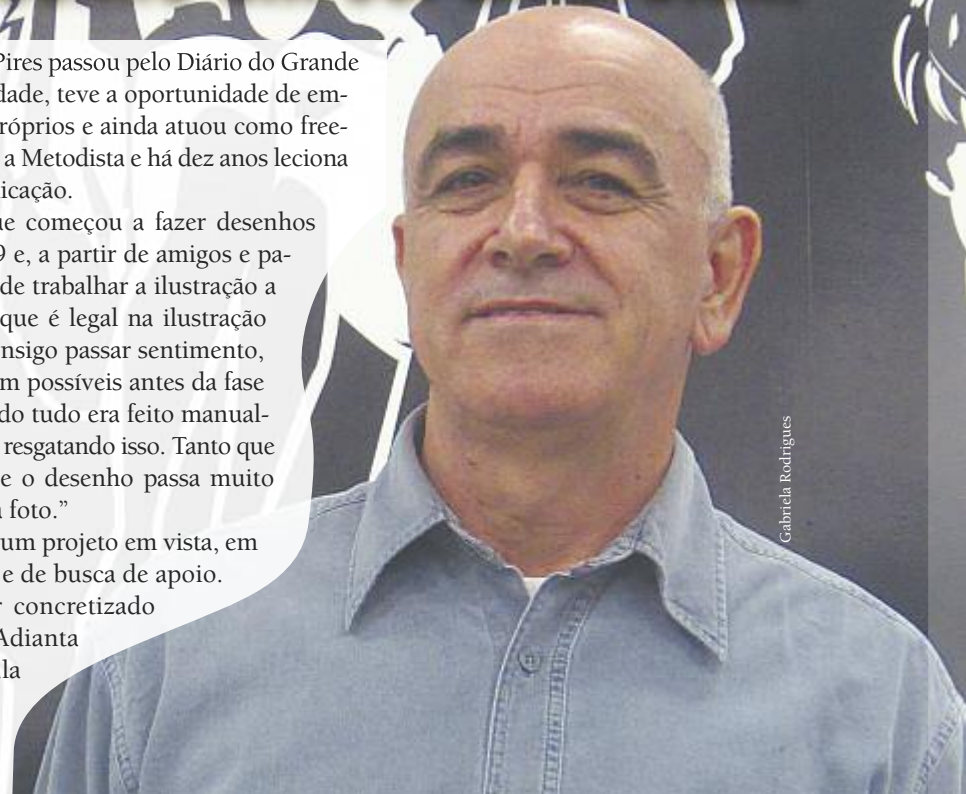 Pires passou pelo Diário do Grande
dade, teve a oportunidade de em-
róprios e ainda atuou como free-
a Metodista e há dez anos leciona
icação.
ue começou a fazer desenhos
9 e, a partir de amigos e pa-
de trabalhar a ilustração a
que é legal na ilustração
nsigo passar sentimento,
m possíveis antes da fase
do tudo era feito manual-
resgatando isso. Tanto que
e o desenho passa muito
foto.”
um projeto em vista, em
e de busca de apoio.
concretizado
Adianta
la
Gabriela Rodrigues